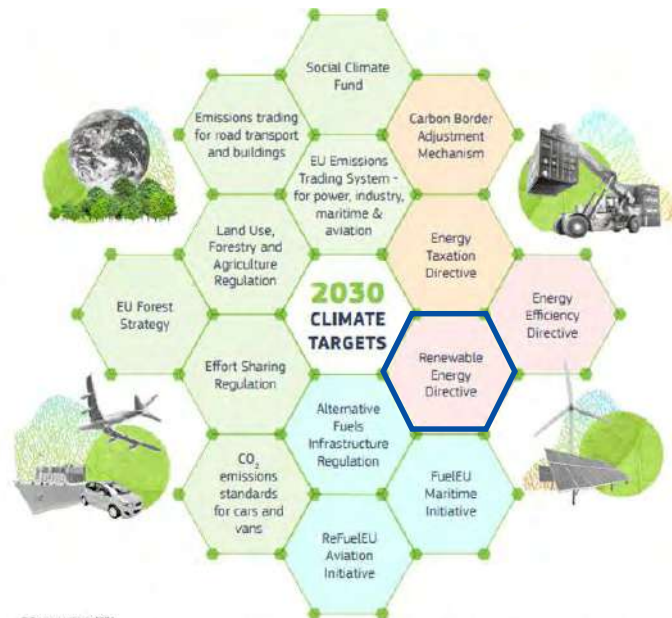 Social Climate
Fund
Emissions trading
for road transport
and buildings
Carbon Border
Adjustment
Mechanism
EU Emissions
Trading System -
for power, industry,
maritime &
aviation
Land Use,
Forestry and
Agriculture
Regulation
Energy
Taxation
Directive
EU Forest
Strategy
2030
CLIMATE
TARGETS
Energy
Efficiency
Directive
Effort Sharing
Regulation
Renewable
Energy
Directive
Alternative
Fuels
Infrastructure
Regulation
CO₂
emissions
standards
for cars and
vans
FuelEU
Maritime
Initiative
ReFuelEU
Aviation
Initiative